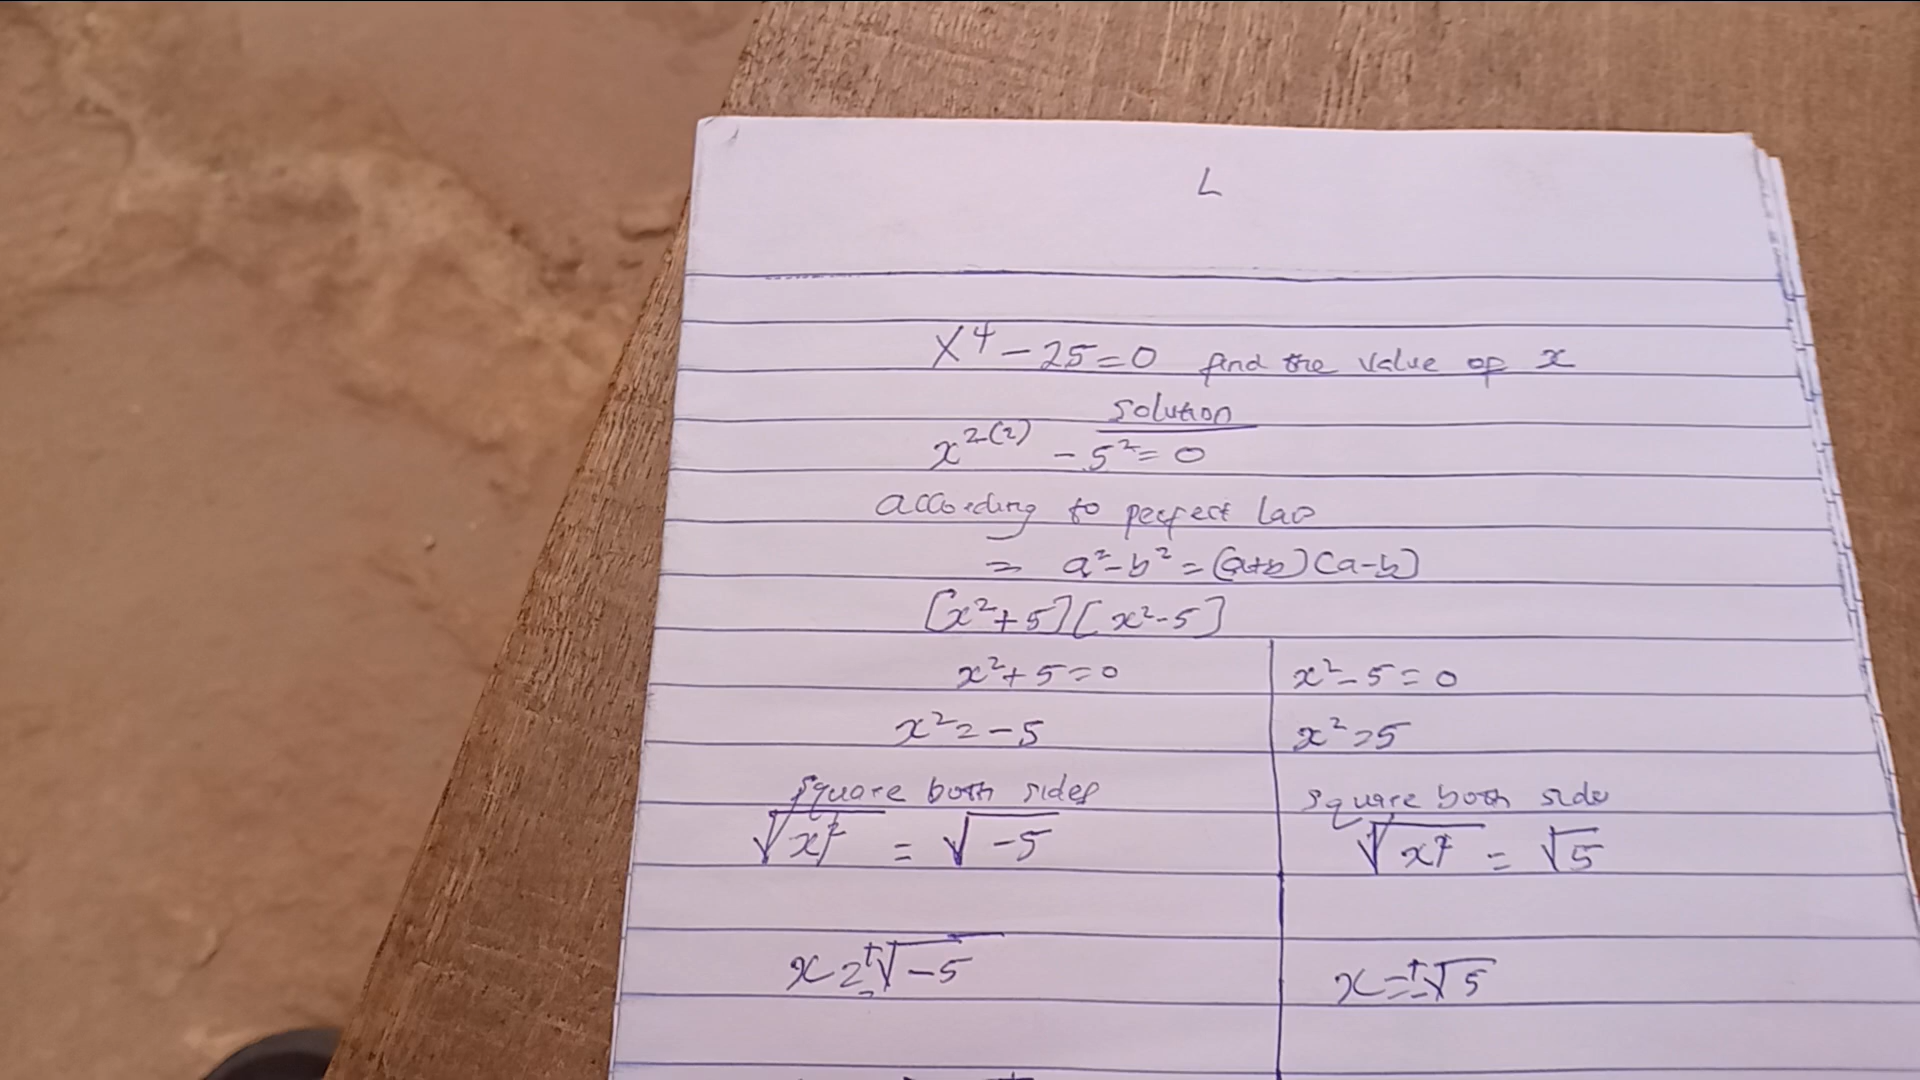 L
X⁴ - 25 = 0 find the value of x
solution
x²⁽²⁾ - 5² = 0
according to perfect law
= a² - b² = (a+b)(a-b)
[x²+5][x²-5]
x²+5=0
x²=-5
square both sides
√x² = √-5
x=±√-5
x²-5=0
x²=5
square both side
√x² = √5
x=±√5